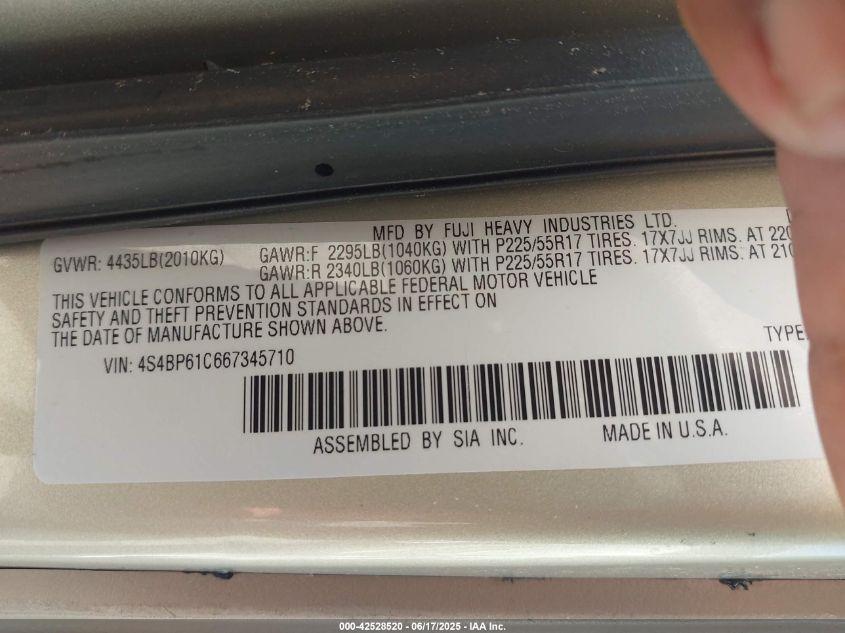 MFD BY FUJI HEAVY INDUSTRIES LTD.
GVWR: 4435LB(2010KG) GAWR:F 2295LB(1040KG) WITH P225/55R17 TIRES. 17X7JJ RIMS. AT 220
GAWR:R 2340LB(1060KG) WITH P225/55R17 TIRES. 17X7JJ RIMS. AT 210
THIS VEHICLE CONFORMS TO ALL APPLICABLE FEDERAL MOTOR VEHICLE
SAFETY AND THEFT PREVENTION STANDARDS IN EFFECT ON
THE DATE OF MANUFACTURE SHOWN ABOVE.
TYPE:
VIN: 4S4BP61C667345710
ASSEMBLED BY SIA INC. MADE IN U.S.A.
000-42528520 - 06/17/2025 - IAA Inc.